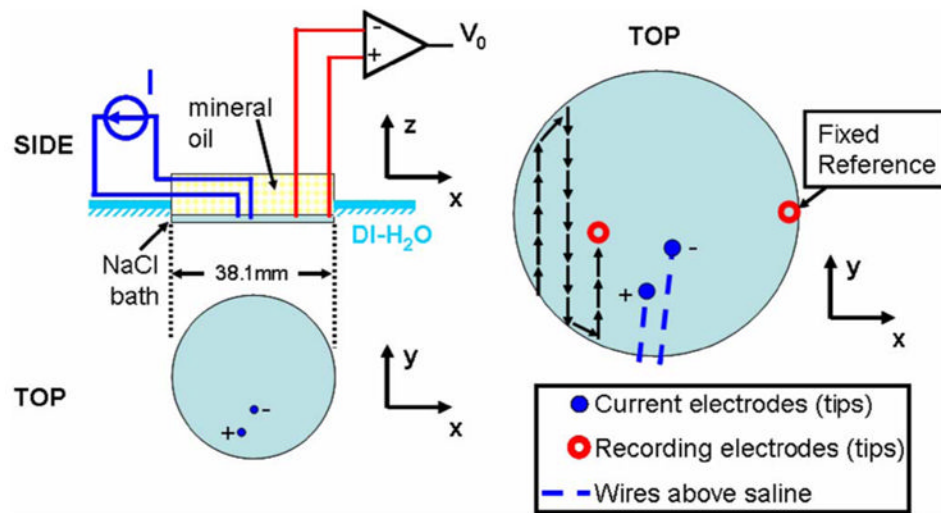 SIDE
I
mineral
oil
-
+
V0
z
x
DI-H2O
NaCl
bath
38.1mm
TOP
-
+
y
x
TOP
Fixed
Reference
-
+
y
x
Current electrodes (tips)
Recording electrodes (tips)
Wires above saline